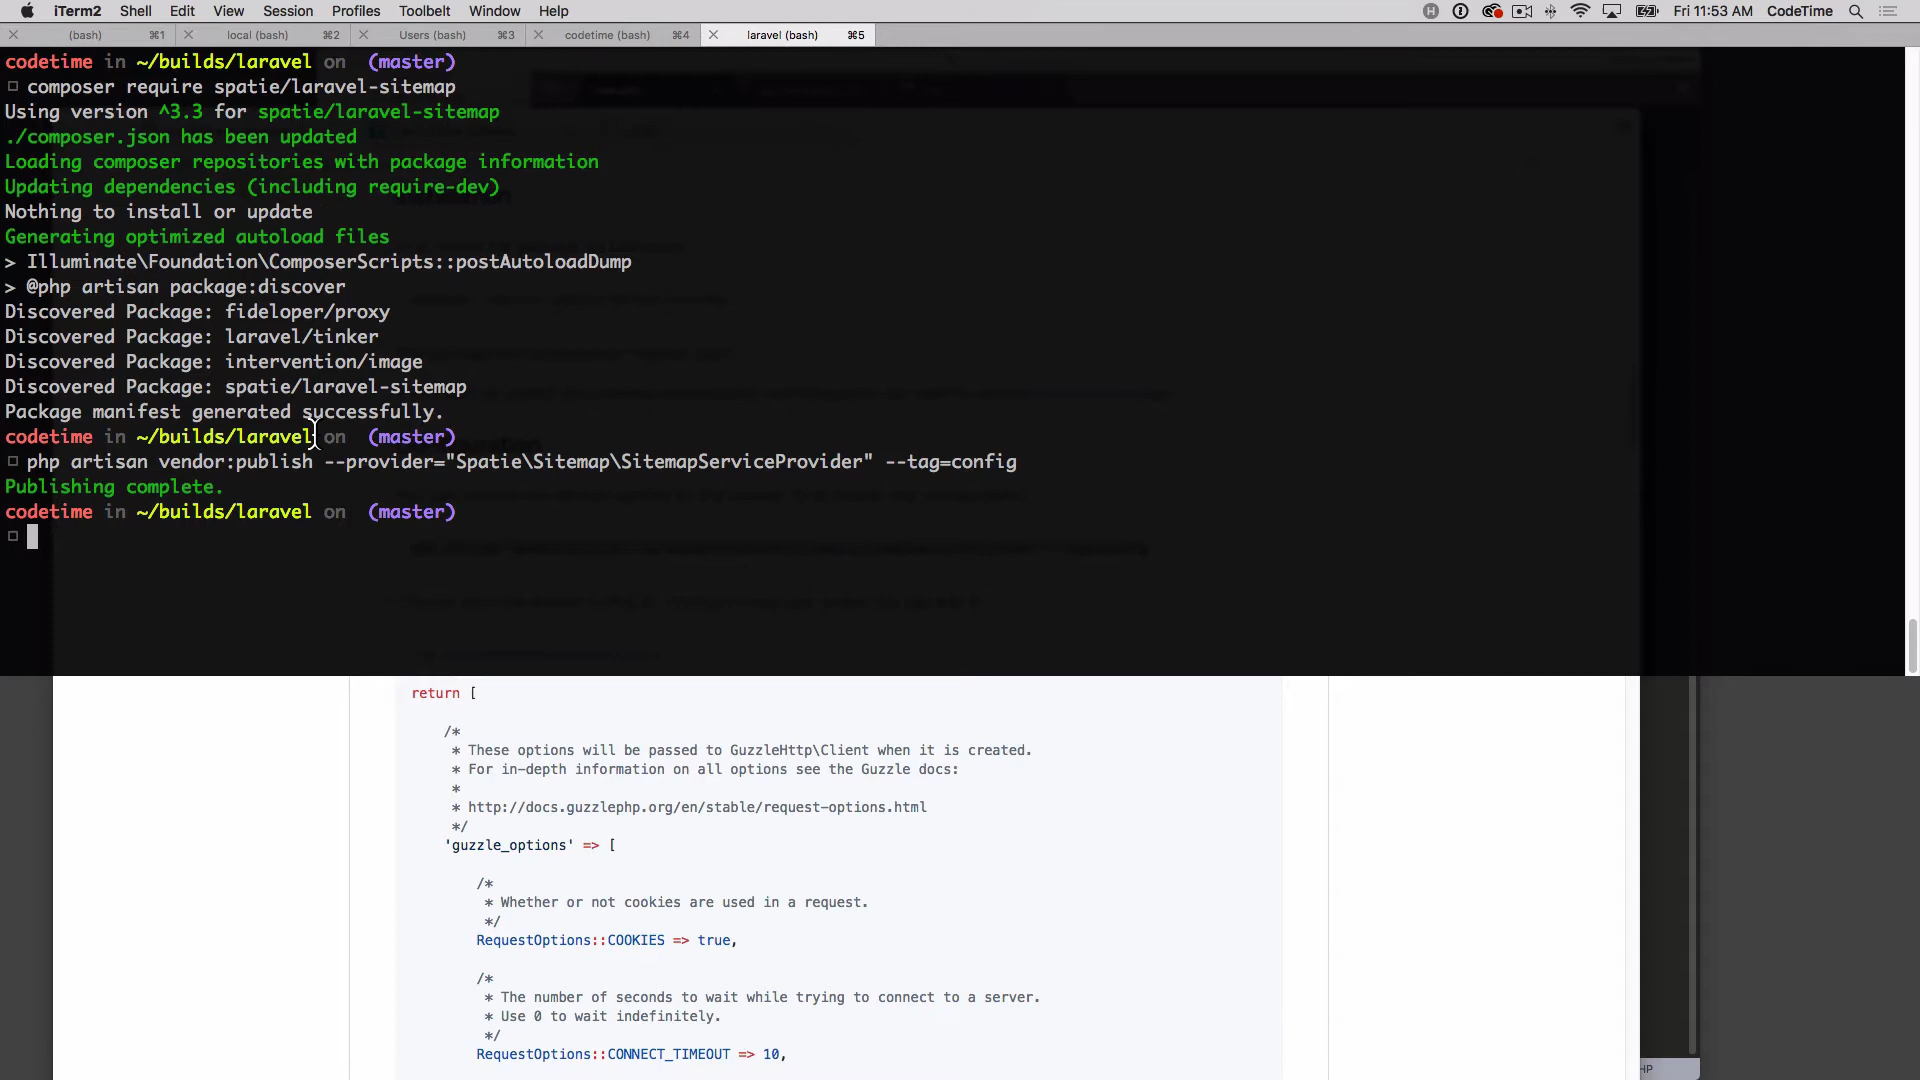 iTerm2 Shell Edit View Session Profiles Toolbelt Window Help Fri 11:53 AM CodeTime
(bash) ⌘1 local (bash) ⌘2 Users (bash) ⌘3 codetime (bash) ⌘4 laravel (bash) ⌘5
codetime in ~/builds/laravel on (master)
composer require spatie/laravel-sitemap
Using version ^3.3 for spatie/laravel-sitemap
./composer.json has been updated
Loading composer repositories with package information
Updating dependencies (including require-dev)
Nothing to install or update
Generating optimized autoload files
> Illuminate\Foundation\ComposerScripts::postAutoloadDump
> @php artisan package:discover
Discovered Package: fideloper/proxy
Discovered Package: laravel/tinker
Discovered Package: intervention/image
Discovered Package: spatie/laravel-sitemap
Package manifest generated successfully.
codetime in ~/builds/laravel on (master)
php artisan vendor:publish --provider="Spatie\Sitemap\SitemapServiceProvider" --tag=config
Publishing complete.
codetime in ~/builds/laravel on (master)
return [
/*
* These options will be passed to GuzzleHttp\Client when it is created.
* For in-depth information on all options see the Guzzle docs:
*
* http://docs.guzzlephp.org/en/stable/request-options.html
*/
'guzzle_options' => [
/*
* Whether or not cookies are used in a request.
*/
RequestOptions::COOKIES => true,
/*
* The number of seconds to wait while trying to connect to a server.
* Use 0 to wait indefinitely.
*/
RequestOptions::CONNECT_TIMEOUT => 10,